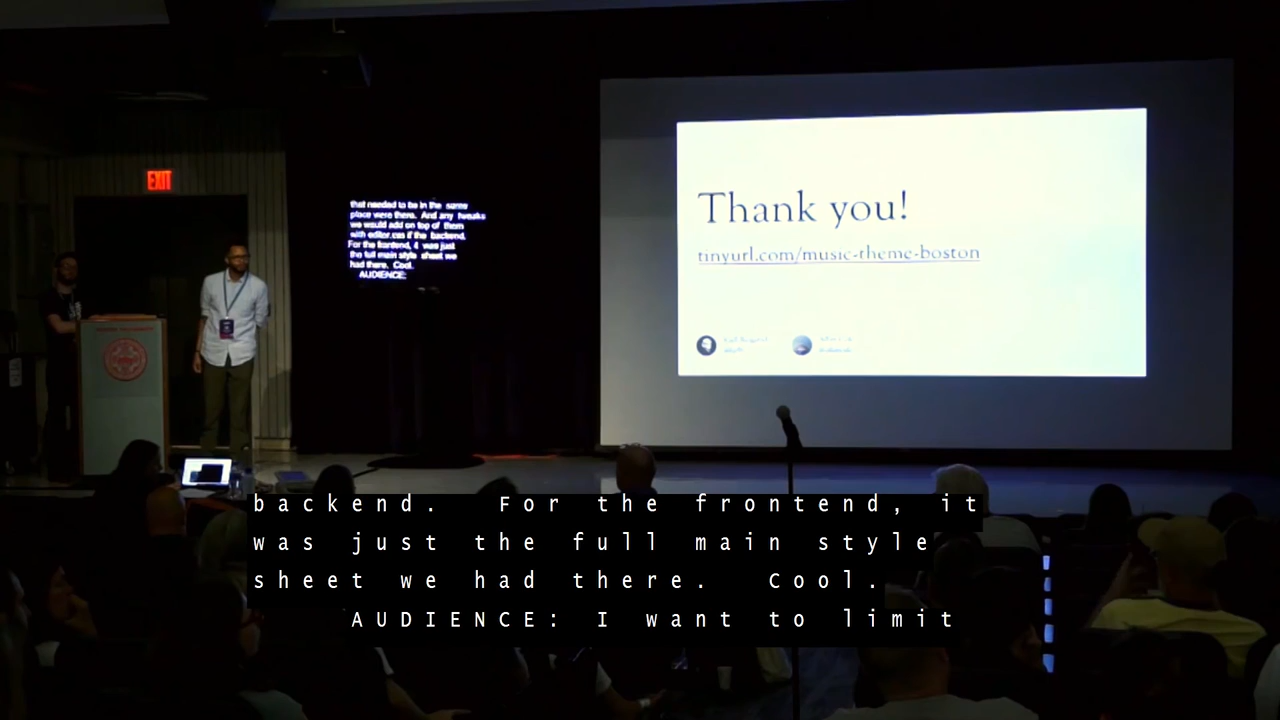 EXIT
that needed to be in the same
place were there. And any tweaks
we would add on top of them
with editor.css if the backend.
For the frontend, it was just
the full main style sheet we
had there. Cool.
AUDIENCE:
Thank you!
tinyurl.com/music-theme-boston
backend. For the frontend, it
was just the full main style
sheet we had there. Cool.
AUDIENCE: I want to limit